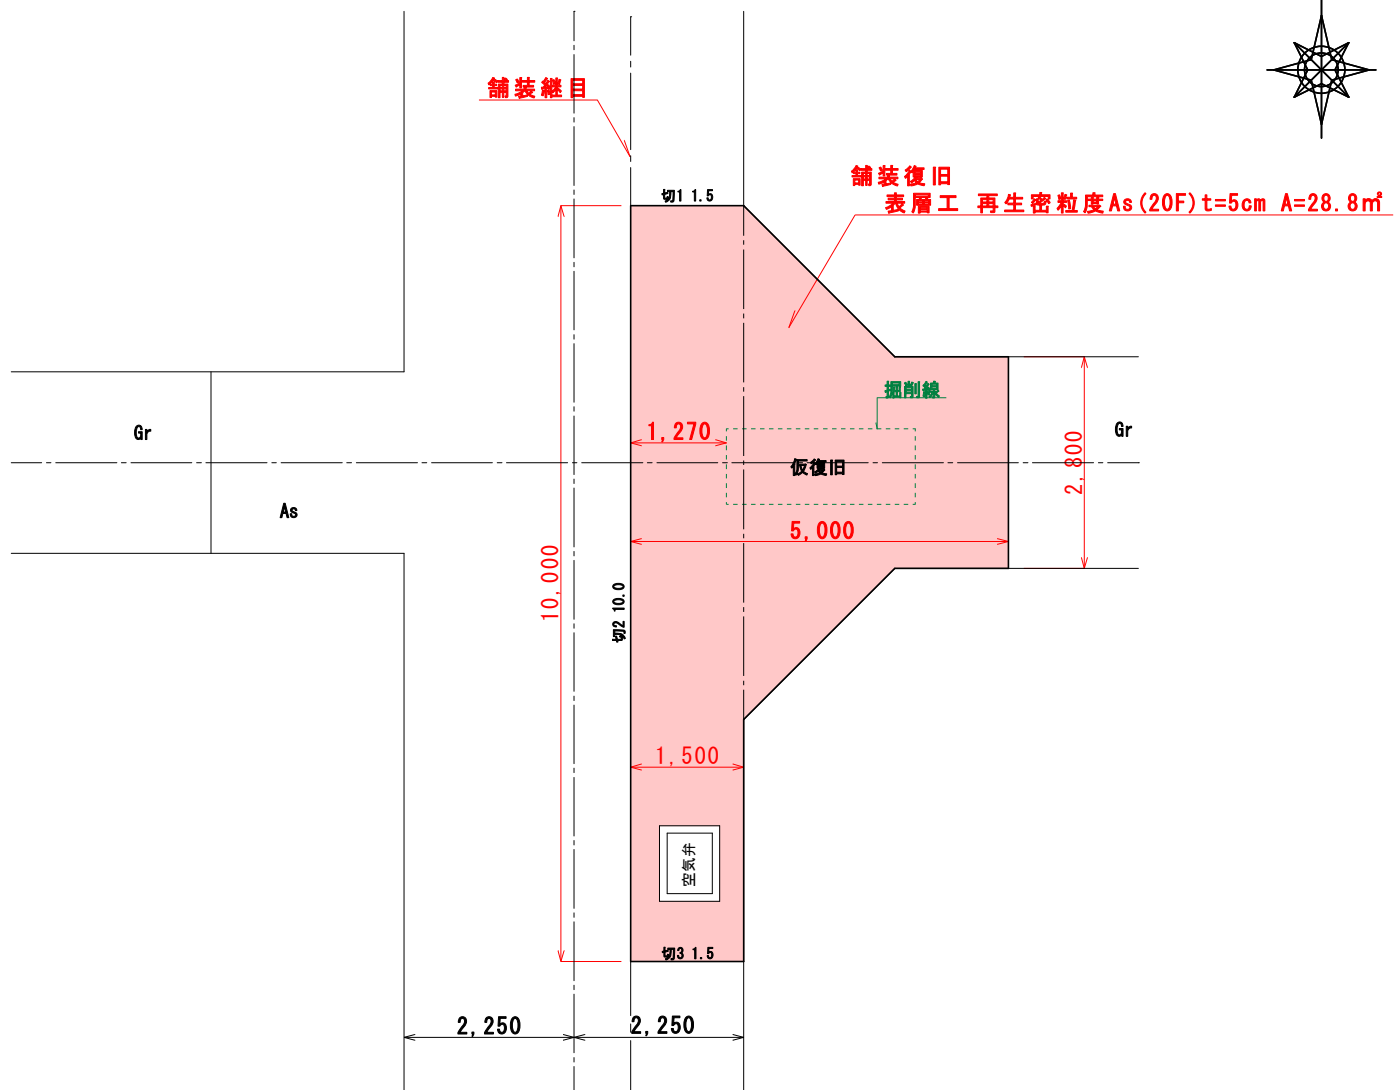 舗装継目
舗装復旧
表層工 再生密粒度As(20F)t=5cm A=28.8㎡
切1 1.5
掘削線
1,270
仮復旧
Gr
Gr
2,800
As
5,000
10,000
切2 10.0
1,500
空気弁
切3 1.5
2,250
2,250